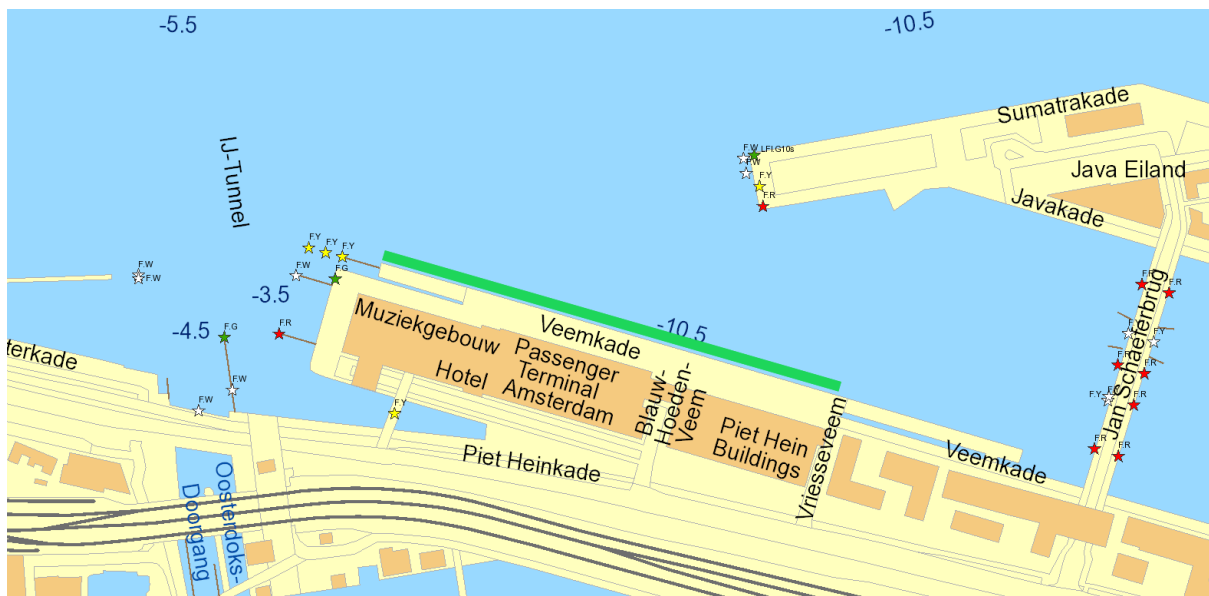 -5.5
-10.5
Sumatrakade
IJ-Tunnel
F.W
LFl.G10s
F.W
F.Y
F.R
Java Eiland
Javakade
F.Y
F.Y
F.Y
F.W
F.W
F.W
F.G
-3.5
F.R
F.R
F.G
-4.5
F.R
Muziekgebouw
Veemkade
-10.5
F.Y
Jan Schaeferbrug
terkade
Hotel
Passenger
Terminal
Amsterdam
Blauw-
Hoeden-
Veem
F.R
F.R
F.W
F.W
F.Y
F.Y
F.R
Piet Hein
Buildings
Vriesseveem
Veemkade
F.R
F.R
Piet Heinkade
Oosterdoks-
Doorgang